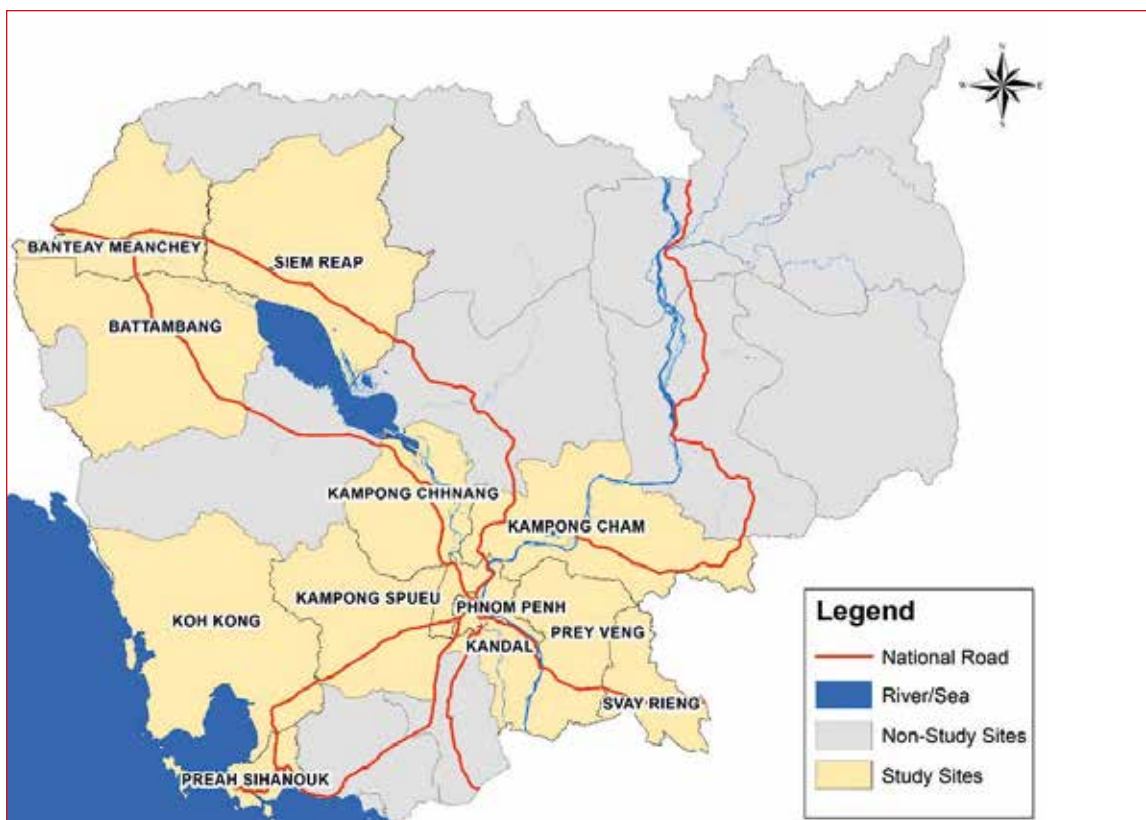 N
W E
S
BANTEAY MEANCHEY
SIEM REAP
BATTAMBANG
KAMPONG CHHNANG
KAMPONG CHAM
KAMPONG SPUEU
PHNOM PENH
KOH KONG
PREY VENG
KANDAL
SVAY RIENG
PREAH SIHANOUK
Legend
National Road
River/Sea
Non-Study Sites
Study Sites